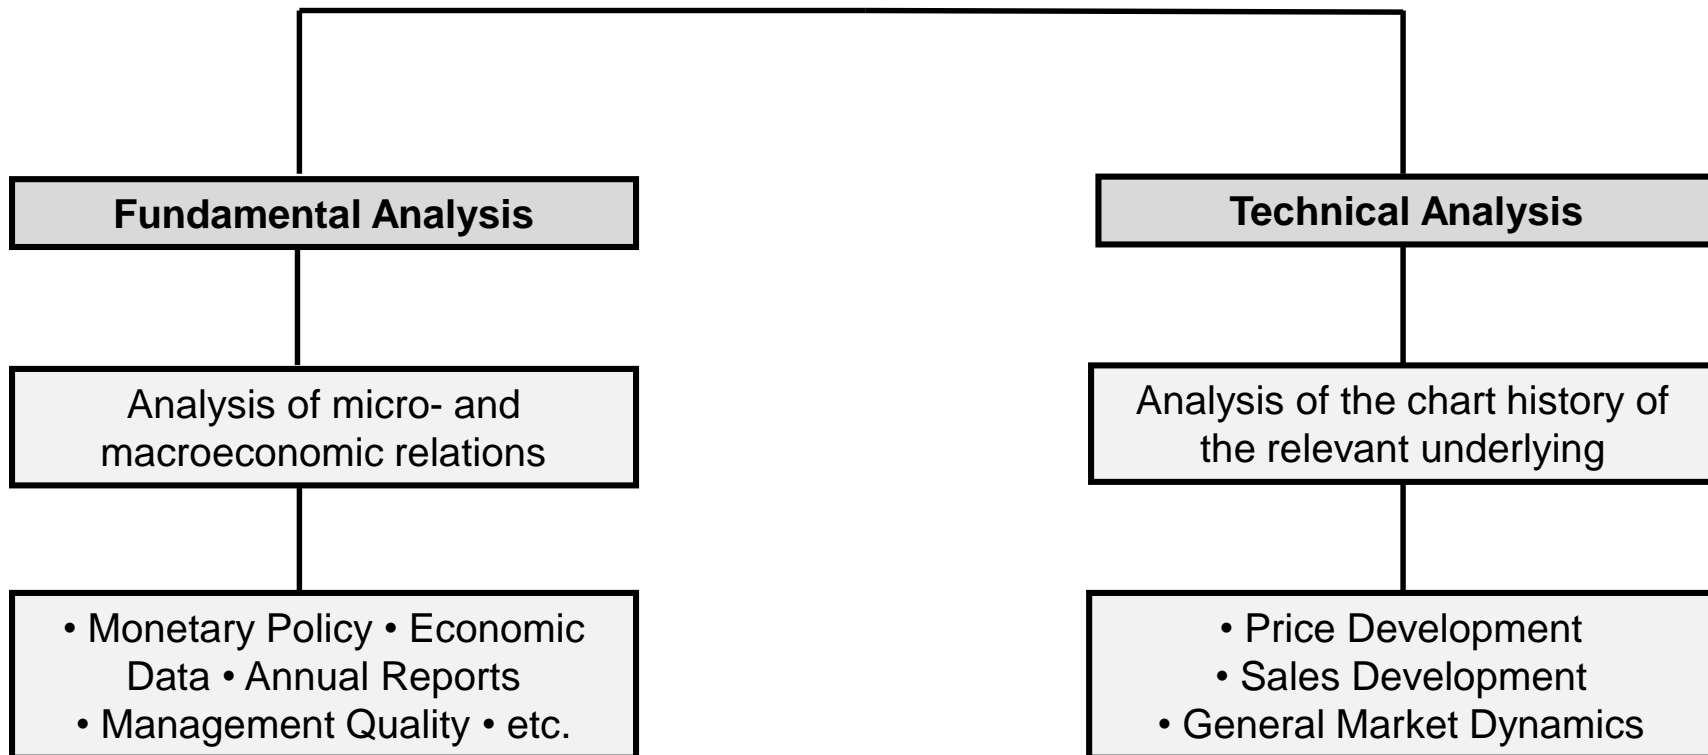 Fundamental Analysis
Technical Analysis
Analysis of micro- and
macroeconomic relations
Analysis of the chart history of
the relevant underlying
• Monetary Policy • Economic
Data • Annual Reports
• Management Quality • etc.
• Price Development
• Sales Development
• General Market Dynamics